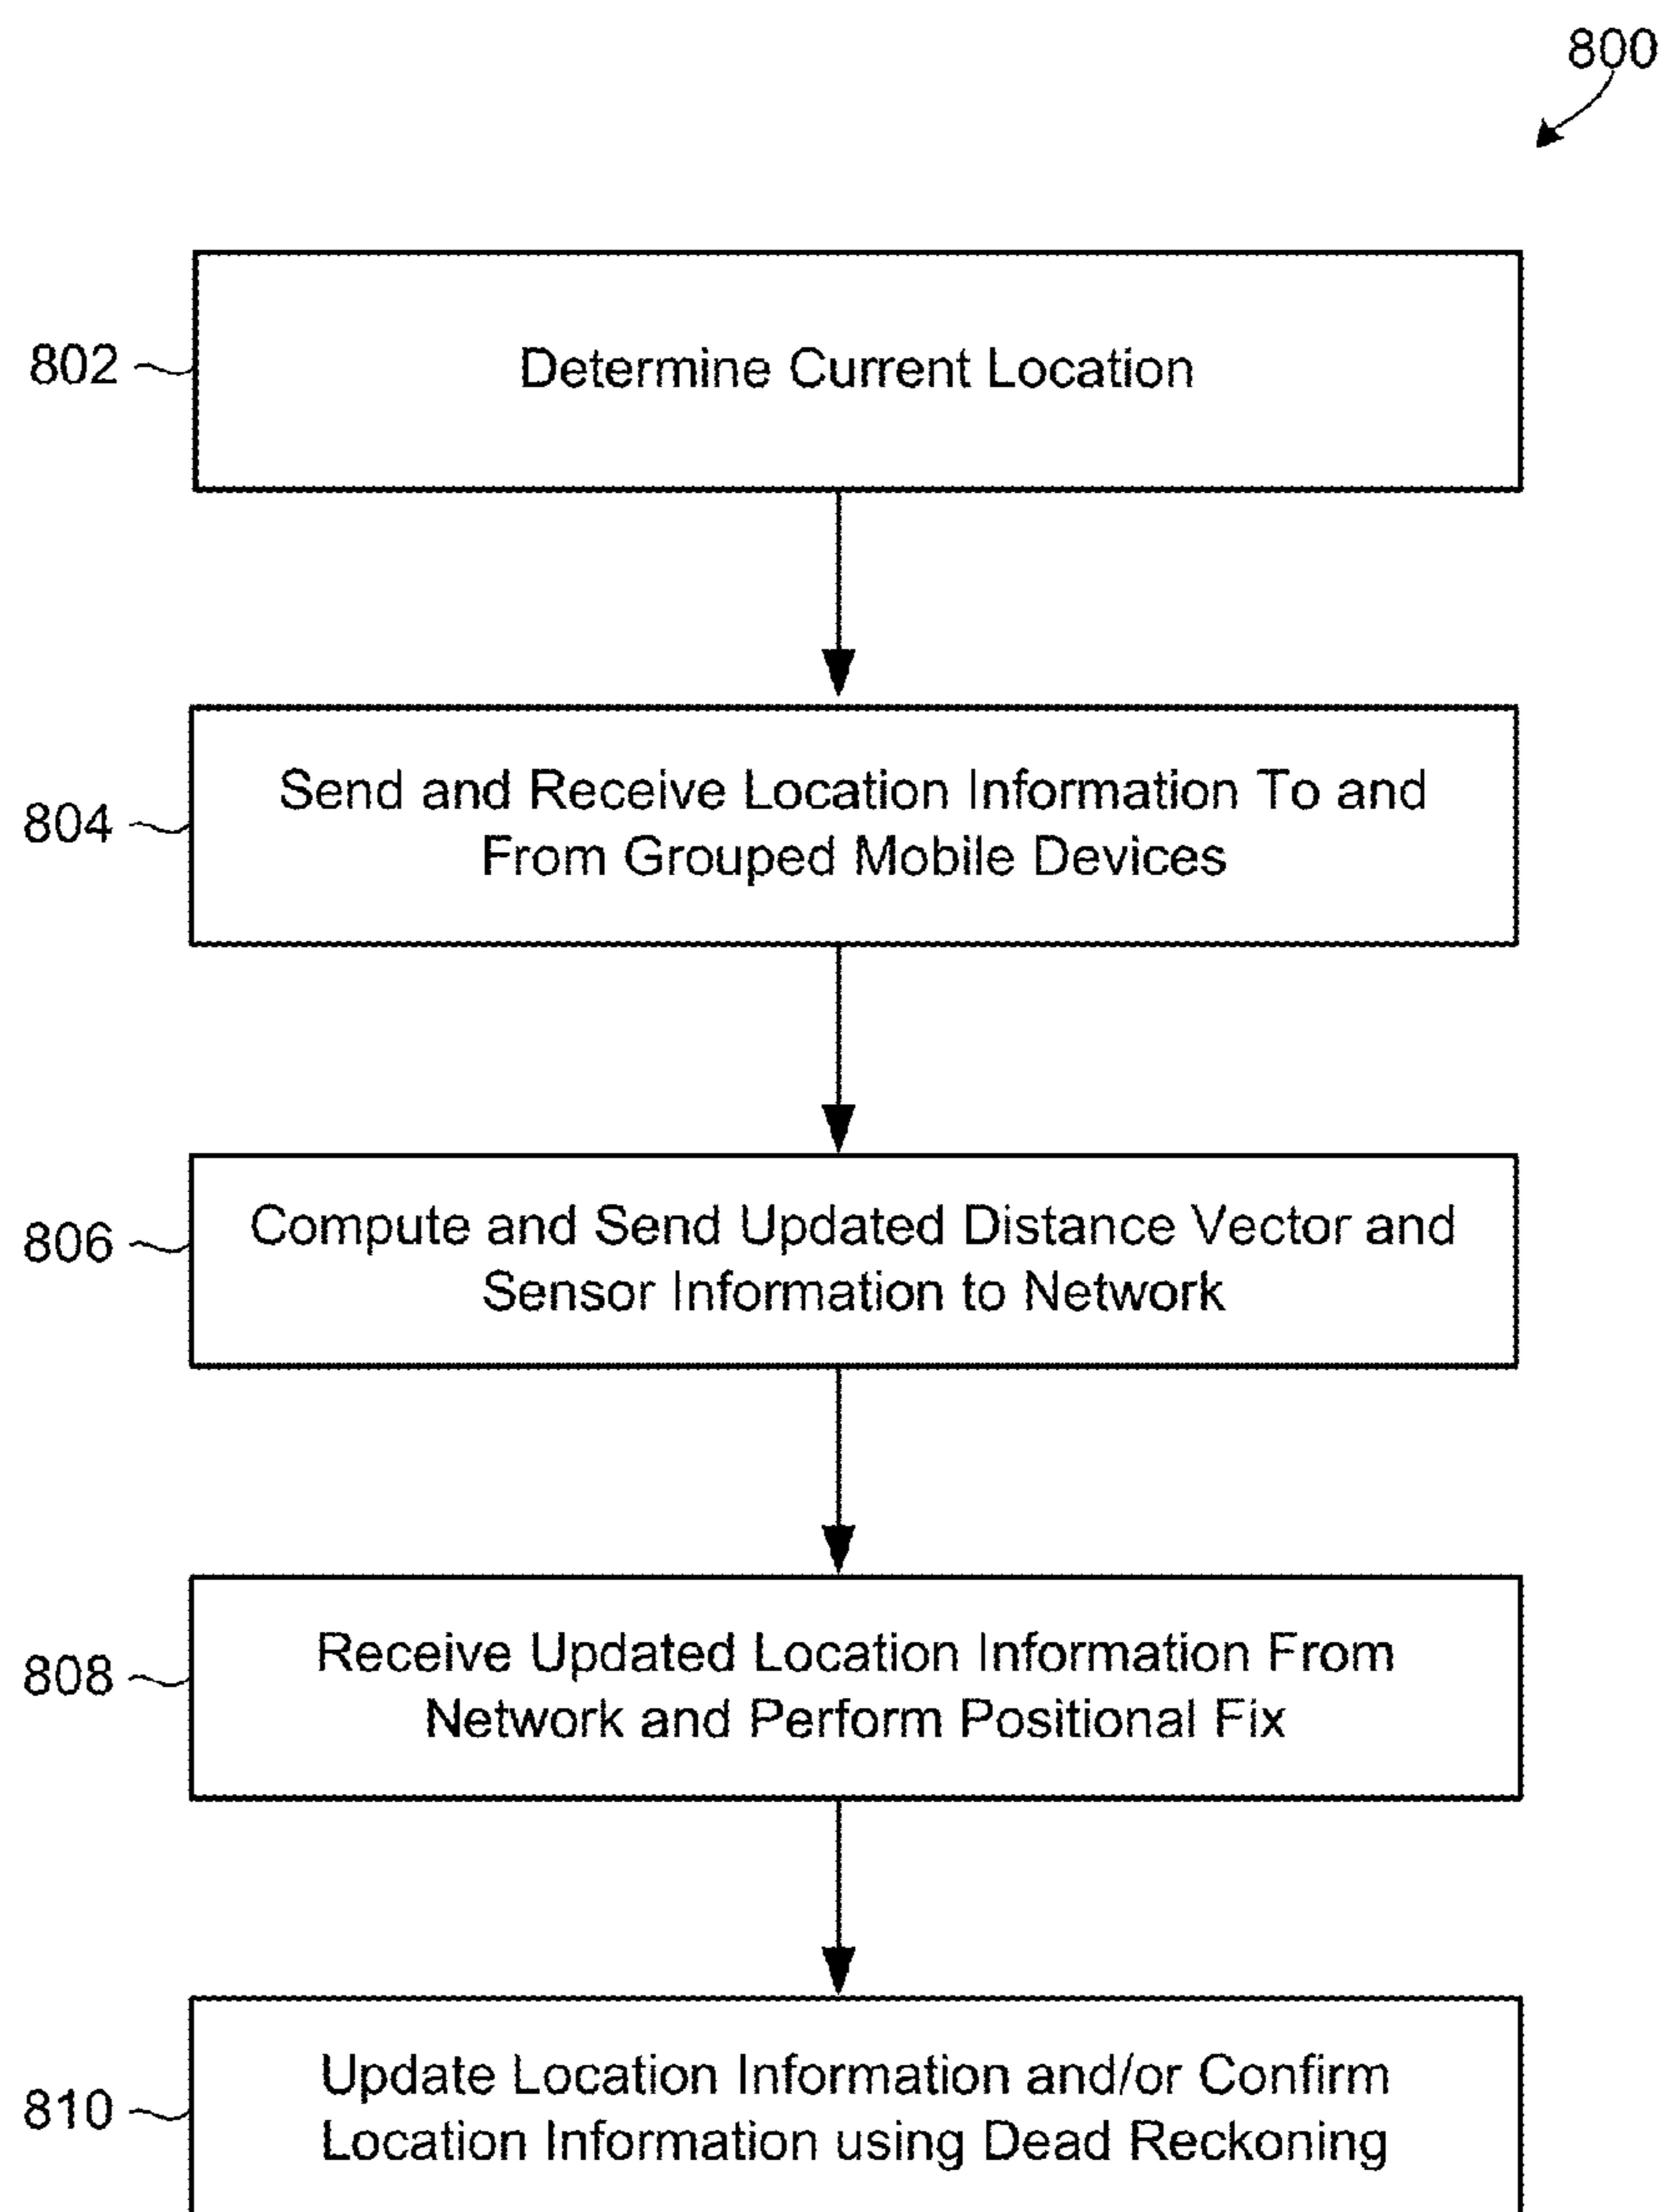 800
802
Determine Current Location
804
Send and Receive Location Information To and
From Grouped Mobile Devices
806
Compute and Send Updated Distance Vector and
Sensor Information to Network
808
Receive Updated Location Information From
Network and Perform Positional Fix
810
Update Location Information and/or Confirm
Location Information using Dead Reckoning